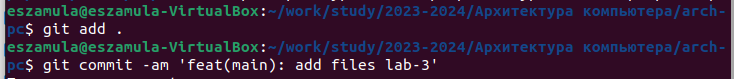 eszamula@eszamula-VirtualBox:~/work/study/2023-2024/Архитектура компьютера/arch-
pc$ git add .
eszamula@eszamula-VirtualBox:~/work/study/2023-2024/Архитектура компьютера/arch-
pc$ git commit -am 'feat(main): add files lab-3'